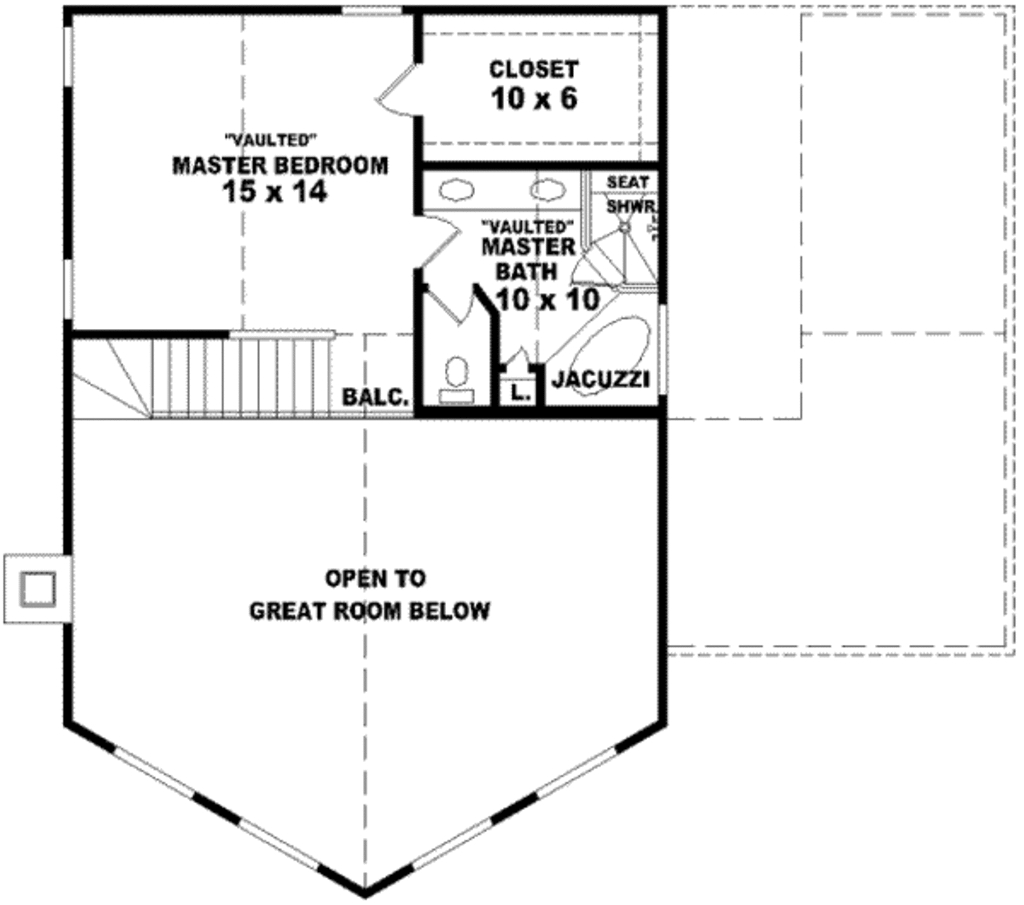 CLOSET
10 x 6
"VAULTED"
MASTER BEDROOM
15 x 14
SEAT
SHWR.
"VAULTED"
MASTER
BATH
10 x 10
JACUZZI
L.
BALC.
OPEN TO
GREAT ROOM BELOW